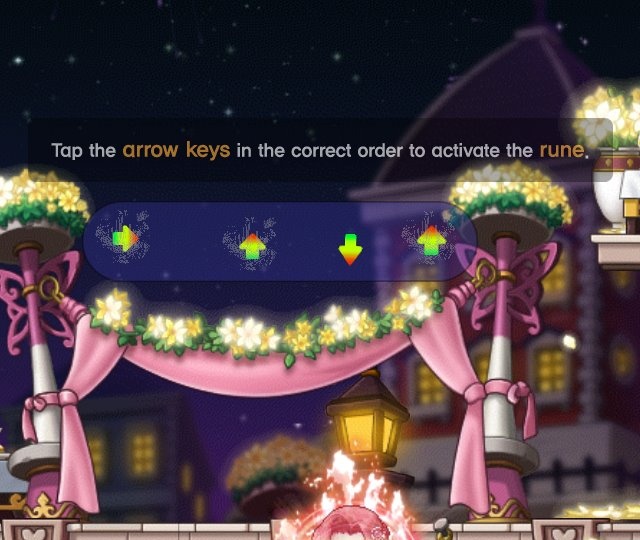 Tap the arrow keys in the correct order to activate the rune.